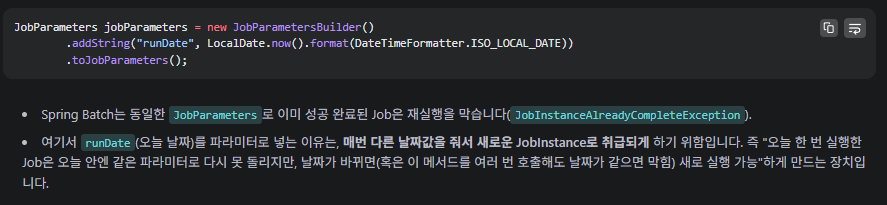 JobParameters jobParameters = new JobParametersBuilder()
.addString("runDate", LocalDate.now().format(DateTimeFormatter.ISO_LOCAL_DATE))
.toJobParameters();
• Spring Batch는 동일한 JobParameters로 이미 성공 완료된 Job은 재실행을 막습니다(JobInstanceAlreadyCompleteException).
• 여기서 runDate(오늘 날짜)를 파라미터로 넣는 이유는, 매번 다른 날짜값을 줘서 새로운 JobInstance로 취급되게 하기 위함입니다. 즉 "오늘 한 번 실행한
Job은 오늘 안엔 같은 파라미터로 다시 못 돌리지만, 날짜가 바뀌면(혹은 이 메서드를 여러 번 호출해도 날짜가 같으면 막힘) 새로 실행 가능"하게 만드는 장치입
니다.